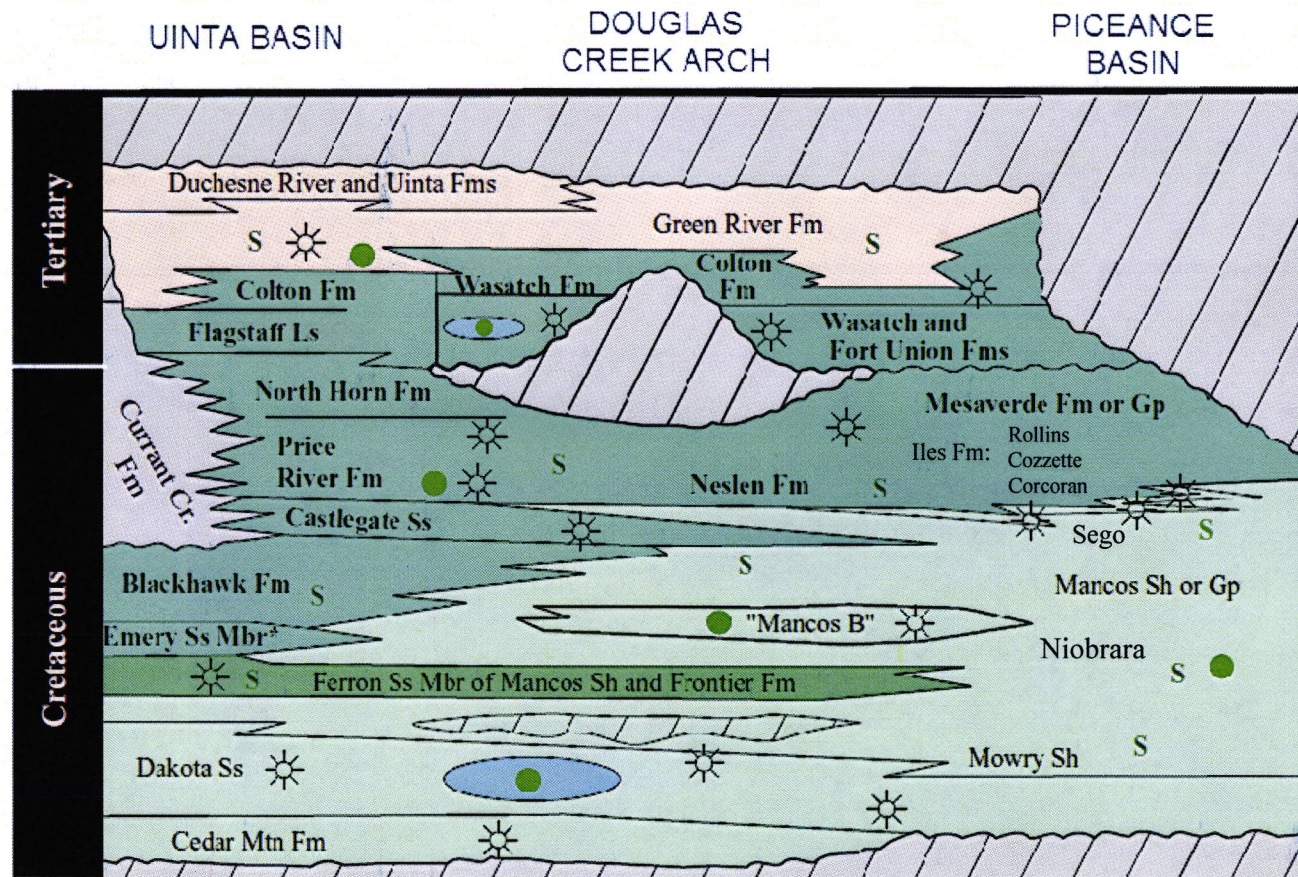 UINTA BASIN
DOUGLAS
CREEK ARCH
PICEANCE
BASIN
Tertiary
Duchesne River and Uinta Fms
Green River Fm
S
S
Colton Fm
Wasatch Fm
Colton
Fm
Flagstaff Ls
Wasatch and
Fort Union Fms
Cretaceous
Currant Cr.
Fm
North Horn Fm
Mesaverde Fm or Gp
Price
River Fm
S
Iles Fm:
Rollins
Cozzette
Corcoran
Neslen Fm
S
Castlegate Ss
Sego
S
Blackhawk Fm
S
S
Mancos Sh or Gp
Emery Ss Mbr*
"Mancos B"
Niobrara
S
S
Ferron Ss Mbr of Mancos Sh and Frontier Fm
S
Dakota Ss
Mowry Sh
Cedar Mtn Fm